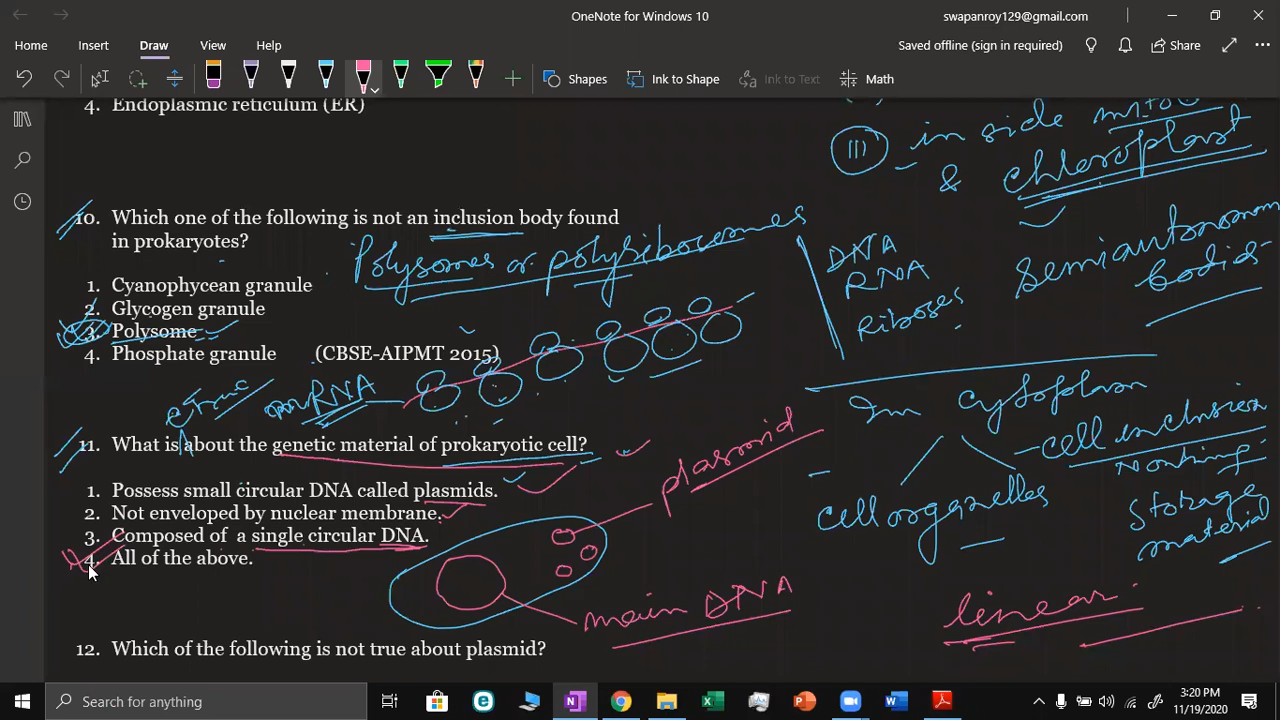 OneNote for Windows 10
swapanroy129@gmail.com
Home Insert Draw View Help
Saved offline (sign in required)
Share
Shapes
Ink to Shape
Ink to Text
Math
4. Endoplasmic reticulum (ER)
III in side
& chloroplast
10. Which one of the following is not an inclusion body found
in prokaryotes?
Polysomes or polyribosomes
1. Cyanophycean granule
2. Glycogen granule
3. Polysome
4. Phosphate granule (CBSE-AIPMT 2015)
DNA
RNA
Riboses
Semiautonomom
bodies
mRNA
In cytoplasm
cell inclusion
cell organelles
Storage
material
11. What is about the genetic material of prokaryotic cell?
1. Possess small circular DNA called plasmids.
2. Not enveloped by nuclear membrane.
3. Composed of a single circular DNA.
4. All of the above.
plasmid
main DNA
linear
12. Which of the following is not true about plasmid?
Search for anything
3:20 PM
11/19/2020